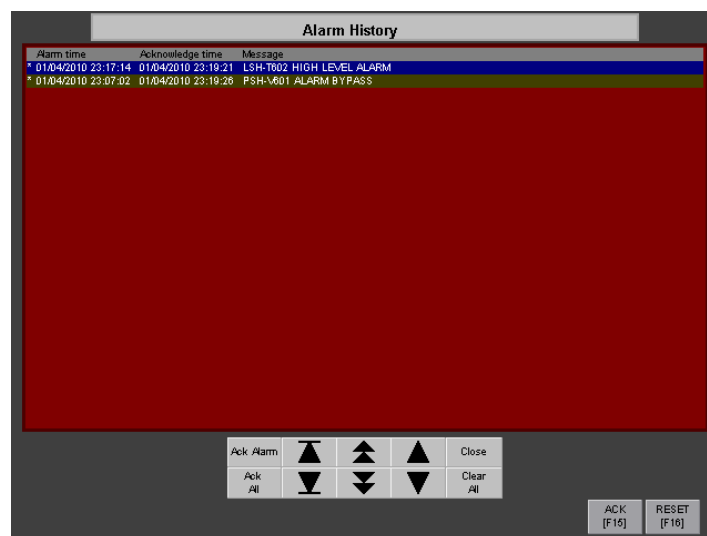 Alarm History
Alarm time Acknowledge time Message
* 01/04/2010 23:17:14 01/04/2010 23:19:21 LSH-T602 HIGH LEVEL ALARM
* 01/04/2010 23:07:02 01/04/2010 23:19:26 PSH-V601 ALARM BYPASS
Ack Alarm Close
Ack All Clear All
ACK [F15] RESET [F16]